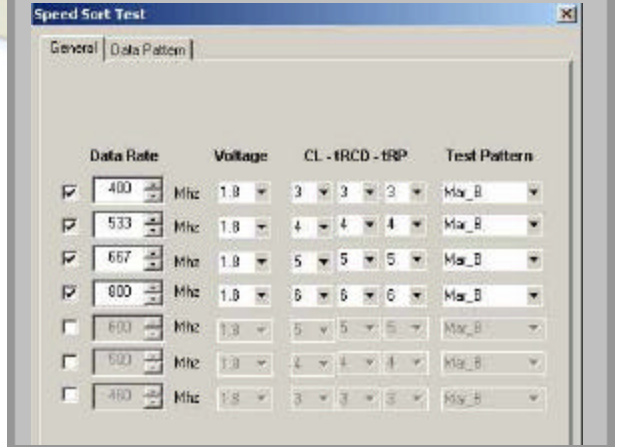 Speed Sort Test
General Data Pattern
Data Rate Voltage CL - tRCD - tRP Test Pattern
400 Mhz 1.8 3 3 3 Mar_B
533 Mhz 1.8 4 4 4 Mar_B
667 Mhz 1.8 5 5 5 Mar_B
800 Mhz 1.8 6 6 6 Mar_B
Mhz 1.8 5 5 5 Mar_B
Mhz 1.8 4 4 4 Mar_B
Mhz 1.8 3 3 3 Mar_B